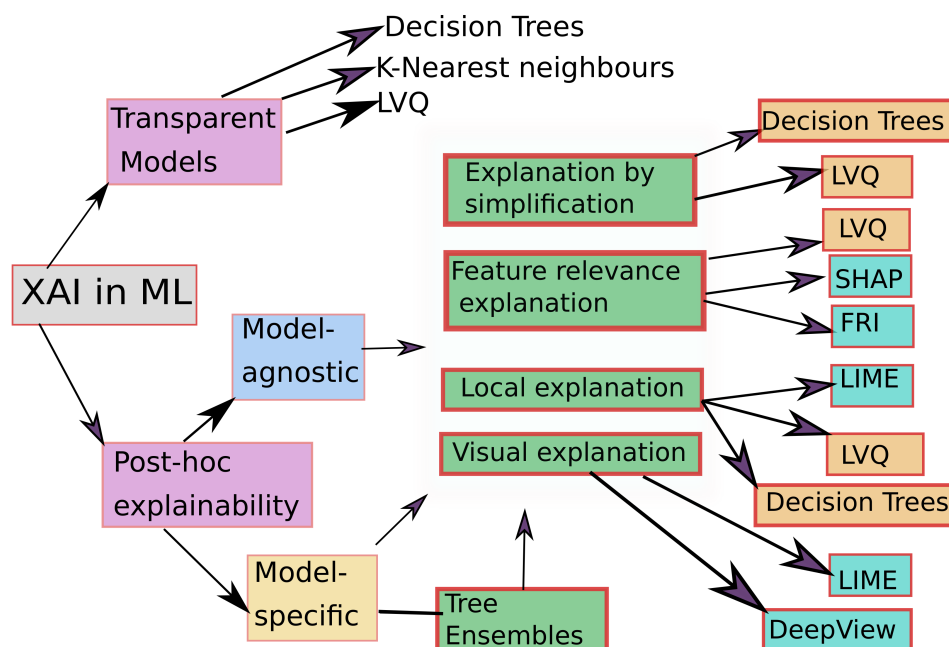 Decision Trees
K-Nearest neighbours
LVQ
Transparent
Models
XAI in ML
Model-
agnostic
Post-hoc
explainability
Model-
specific
Tree
Ensembles
Explanation by
simplification
Feature relevance
explanation
Local explanation
Visual explanation
Decision Trees
LVQ
LVQ
SHAP
FRI
LIME
LVQ
Decision Trees
LIME
DeepView